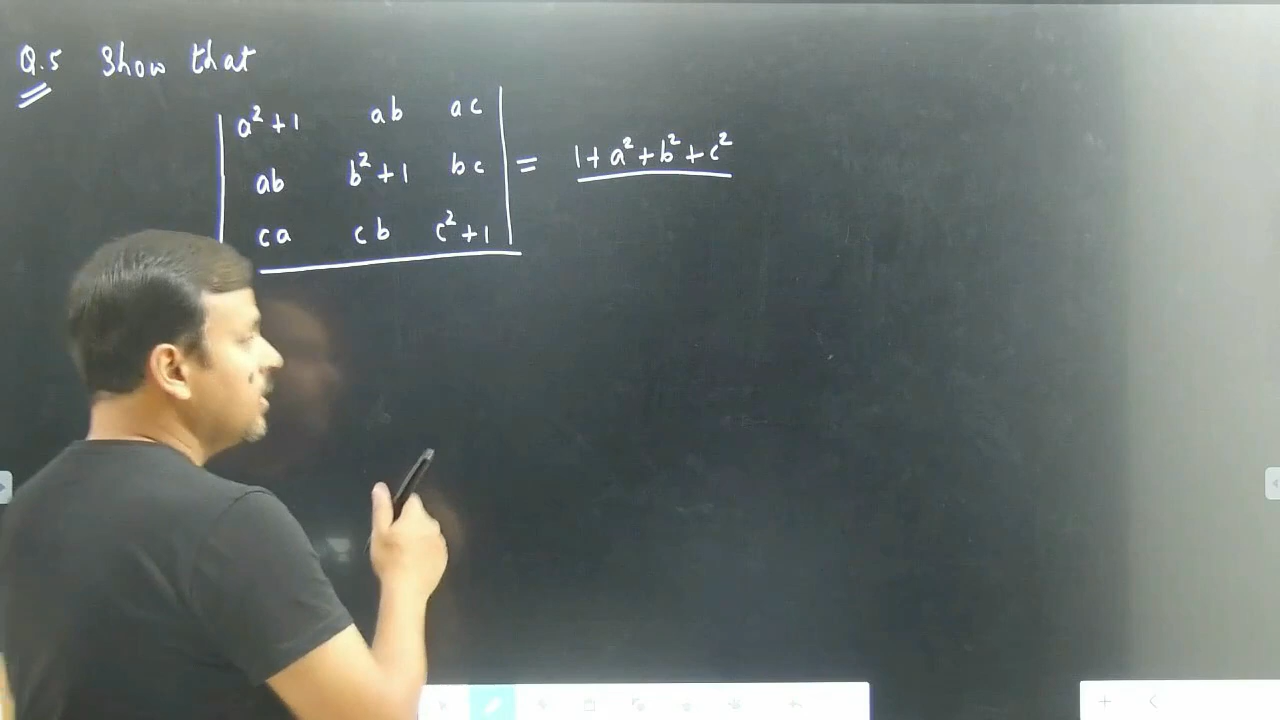 Q.5 Show that
a²+1 ab ac
ab b²+1 bc = 1+a²+b²+c²
ca cb c²+1